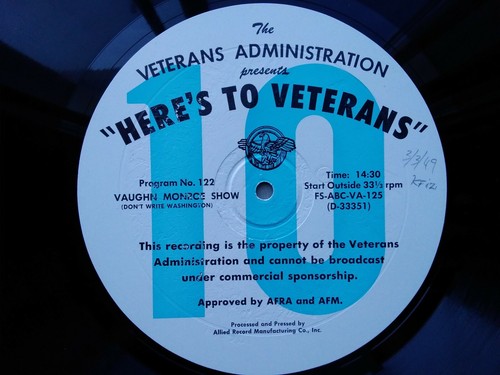 The
VETERANS ADMINISTRATION
presents
"HERE'S TO VETERANS"
10
Program No. 122
VAUGHN MONROE SHOW
(DON'T WRITE WASHINGTON)
Time: 14:30
Start Outside 33⅓ rpm
FS-ABC-VA-125
(D-33351)
2/3/49
This recording is the property of the Veterans
Administration and cannot be broadcast
under commercial sponsorship.
Approved by AFRA and AFM.
Processed and Pressed by
Allied Record Manufacturing Co., Inc.